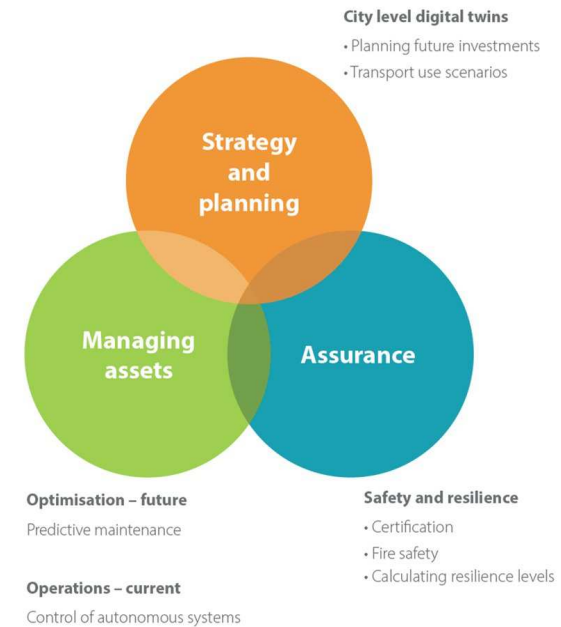 City level digital twins
• Planning future investments
• Transport use scenarios
Strategy
and
planning
Managing
assets
Assurance
Optimisation – future
Predictive maintenance
Operations – current
Control of autonomous systems
Safety and resilience
• Certification
• Fire safety
• Calculating resilience levels